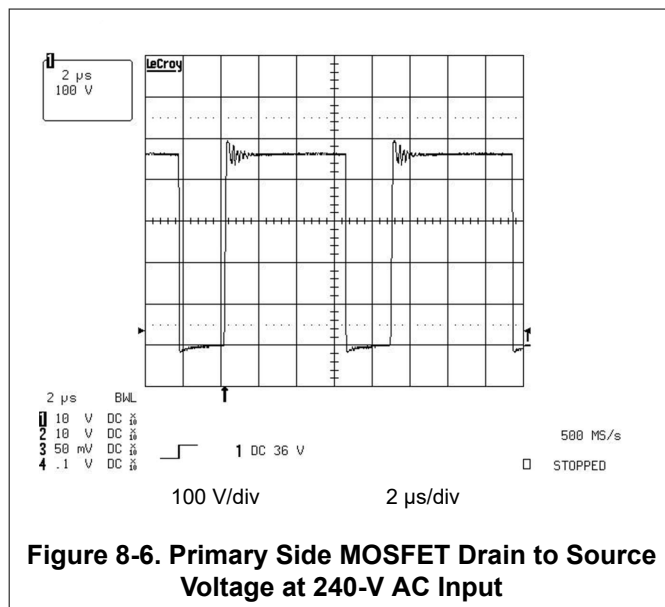 1
2 µs
100 V
LeCroy
2 µs BWL
1 10 V DC X10
2 10 V DC X10
3 50 mV DC X10
4 .1 V DC X10
1 DC 36 V
500 MS/s
STOPPED
100 V/div 2 µs/div
Figure 8-6. Primary Side MOSFET Drain to Source
Voltage at 240-V AC Input